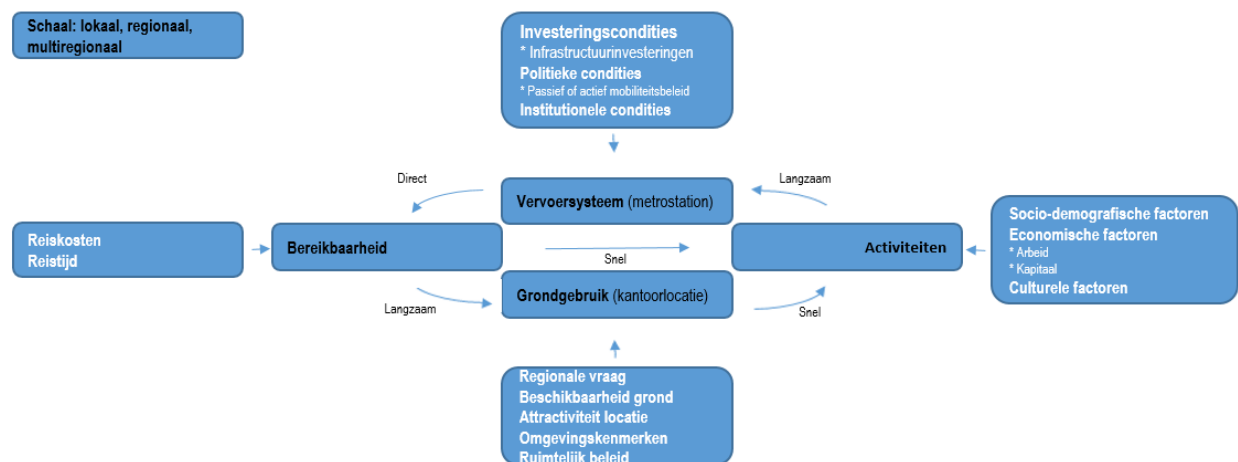 Schaal: lokaal, regionaal,
multiregionaal
Investeringscondities
* Infrastructuurinvesteringen
Politieke condities
* Passief of actief mobiliteitsbeleid
Institutionele condities
Direct
Langzaam
Vervoersysteem (metrostation)
Reiskosten
Reistijd
Bereikbaarheid
Snel
Activiteiten
Socio-demografische factoren
Economische factoren
* Arbeid
* Kapitaal
Culturele factoren
Langzaam
Grondgebruik (kantoorlocatie)
Snel
Regionale vraag
Beschikbaarheid grond
Attractiviteit locatie
Omgevingskenmerken
Ruimtelijk beleid